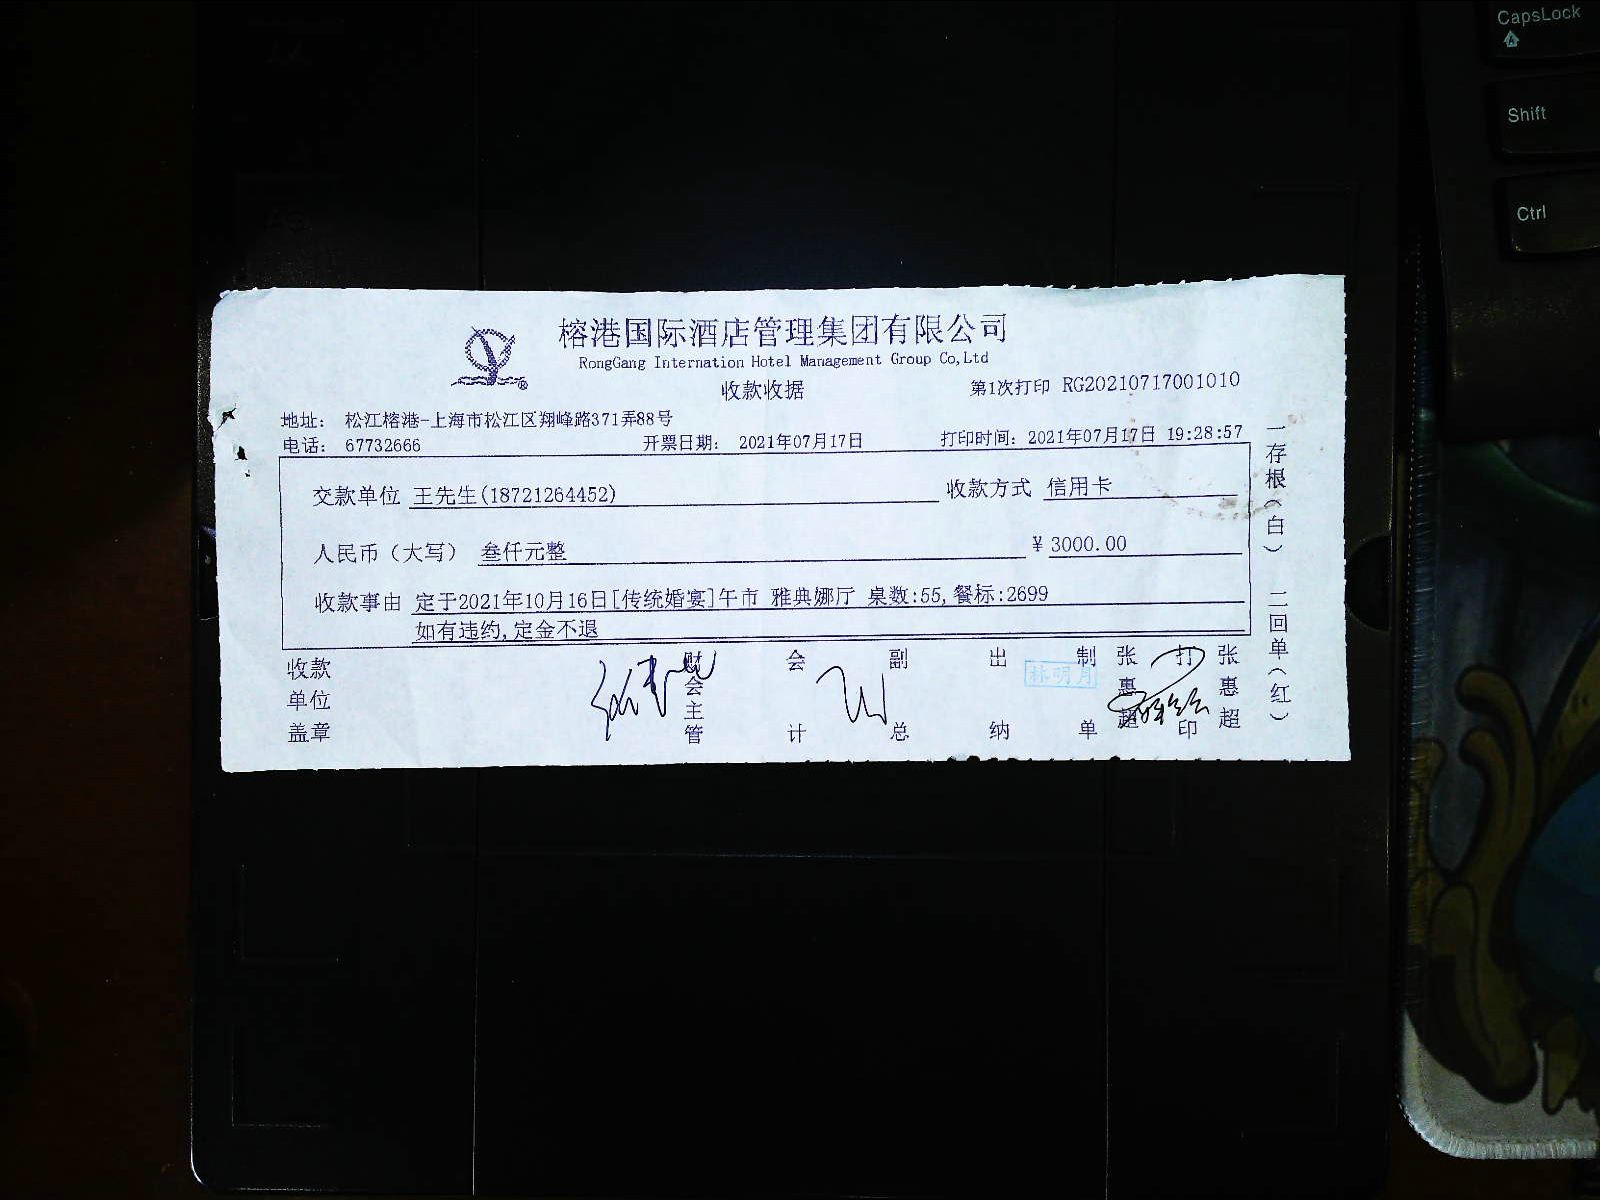 CapsLock
Shift
Ctrl
榕港国际酒店管理集团有限公司
RongGang Internation Hotel Management Group Co,Ltd
收款收据
第1次打印 RG20210717001010
地址: 松江榕港-上海市松江区翔峰路371弄88号
电话: 67732666 开票日期: 2021年07月17日 打印时间: 2021年07月17日 19:28:57
交款单位 王先生(18721264452) 收款方式 信用卡
人民币(大写) 叁仟元整 ¥ 3000.00
收款事由 定于2021年10月16日[传统婚宴]午市 雅典娜厅 桌数:55,餐标:2699
如有违约,定金不退
收款单位盖章 财会主管 会计 副总 出纳 林明月 制单 张惠超 打印 张惠超
一存根(白) 二回单(红)